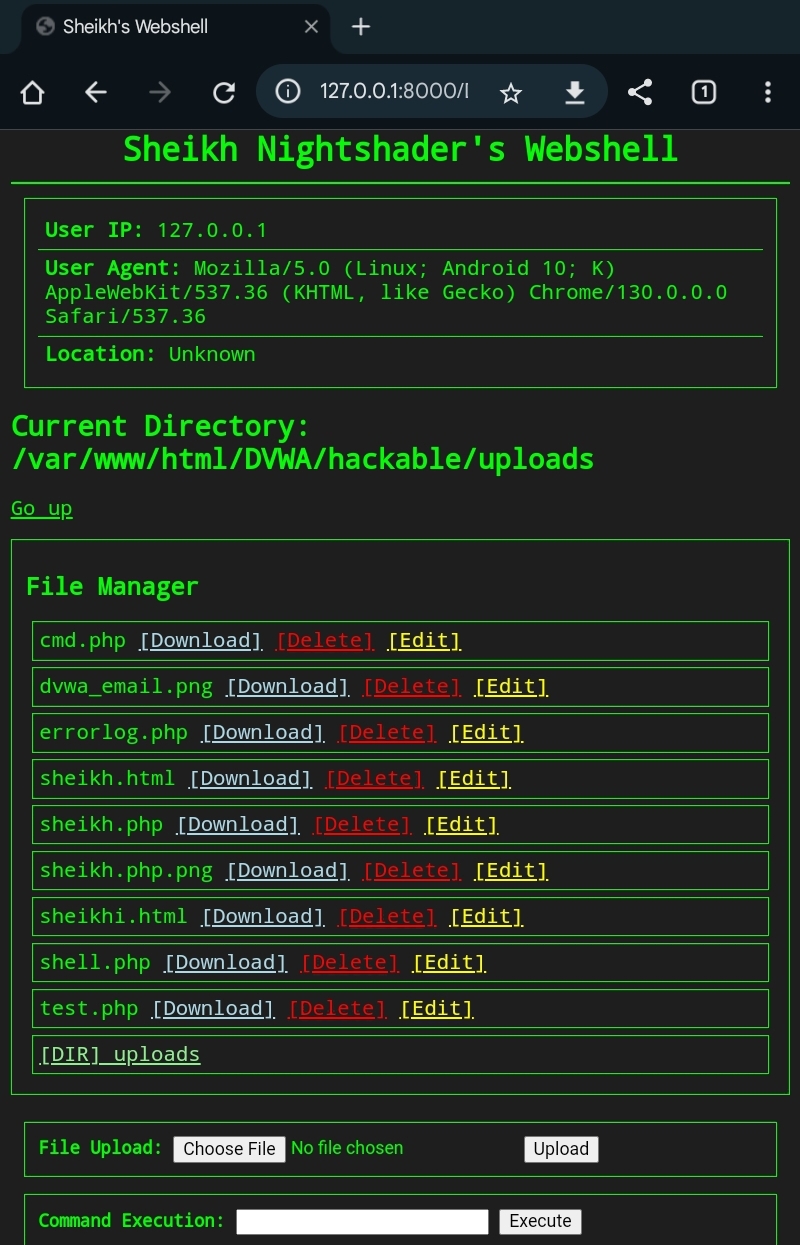 Sheikh's Webshell
127.0.0.1:8000/
1
Sheikh Nightshader's Webshell
User IP: 127.0.0.1
User Agent: Mozilla/5.0 (Linux; Android 10; K)
AppleWebKit/537.36 (KHTML, like Gecko) Chrome/130.0.0.0
Safari/537.36
Location: Unknown
Current Directory:
/var/www/html/DVWA/hackable/uploads
Go up
File Manager
cmd.php [Download] [Delete] [Edit]
dvwa_email.png [Download] [Delete] [Edit]
errorlog.php [Download] [Delete] [Edit]
sheikh.html [Download] [Delete] [Edit]
sheikh.php [Download] [Delete] [Edit]
sheikh.php.png [Download] [Delete] [Edit]
sheikhi.html [Download] [Delete] [Edit]
shell.php [Download] [Delete] [Edit]
test.php [Download] [Delete] [Edit]
[DIR] uploads
File Upload: Choose File No file chosen Upload
Command Execution: Execute